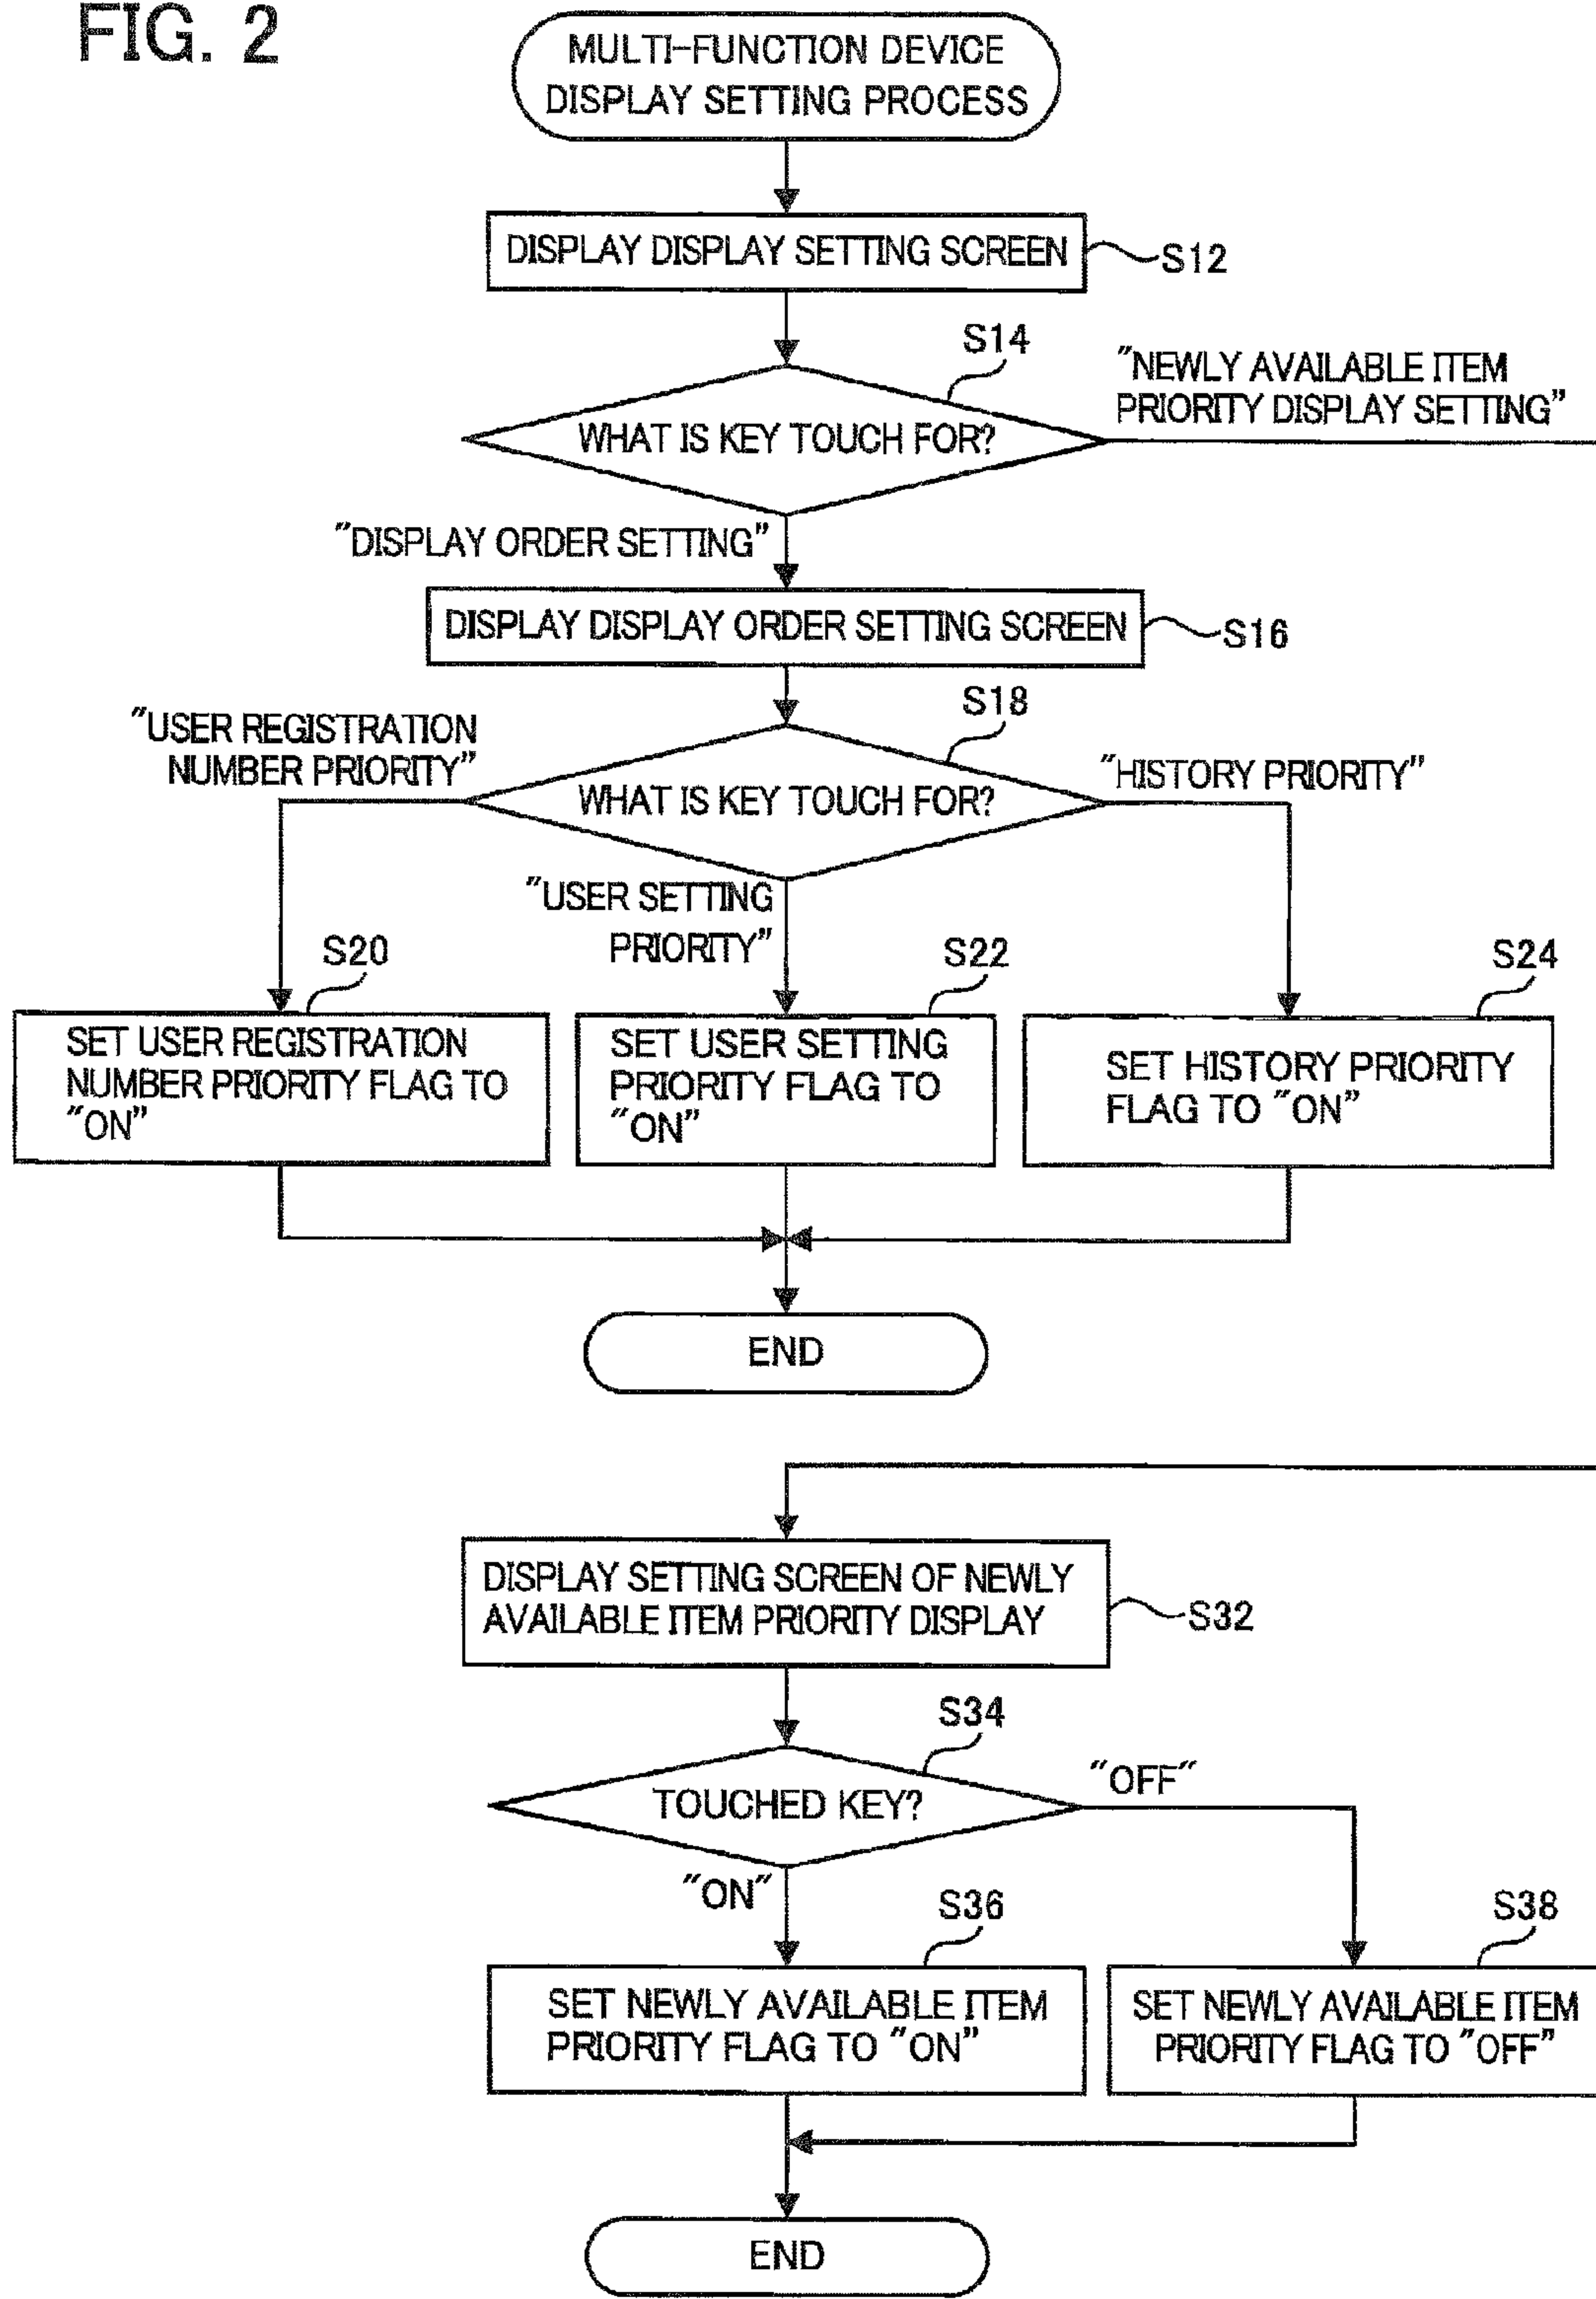 FIG. 2
MULTI-FUNCTION DEVICE
DISPLAY SETTING PROCESS
DISPLAY DISPLAY SETTING SCREEN
S12
S14
"NEWLY AVAILABLE ITEM
PRIORITY DISPLAY SETTING"
WHAT IS KEY TOUCH FOR?
"DISPLAY ORDER SETTING"
DISPLAY DISPLAY ORDER SETTING SCREEN
S16
S18
"USER REGISTRATION
NUMBER PRIORITY"
"HISTORY PRIORITY"
WHAT IS KEY TOUCH FOR?
"USER SETTING
PRIORITY"
S20
S22
S24
SET USER REGISTRATION
NUMBER PRIORITY FLAG TO
"ON"
SET USER SETTING
PRIORITY FLAG TO
"ON"
SET HISTORY PRIORITY
FLAG TO "ON"
END
DISPLAY SETTING SCREEN OF NEWLY
AVAILABLE ITEM PRIORITY DISPLAY
S32
S34
TOUCHED KEY?
"OFF"
"ON"
S36
S38
SET NEWLY AVAILABLE ITEM
PRIORITY FLAG TO "ON"
SET NEWLY AVAILABLE ITEM
PRIORITY FLAG TO "OFF"
END